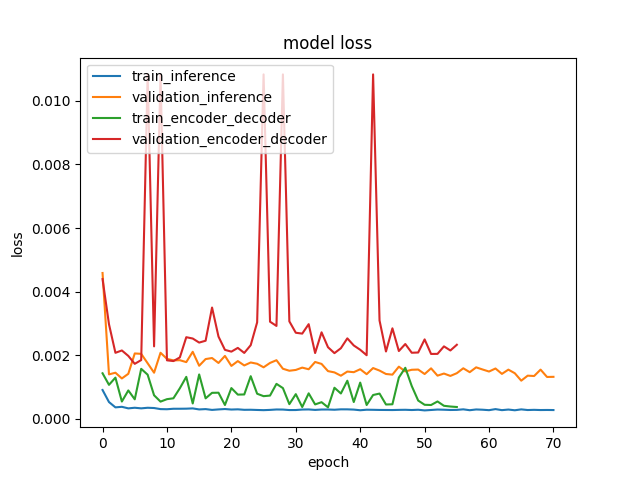 model loss
train_inference
validation_inference
train_encoder_decoder
validation_encoder_decoder
0.010
0.008
0.006
0.004
0.002
0.000
loss
0 10 20 30 40 50 60 70
epoch